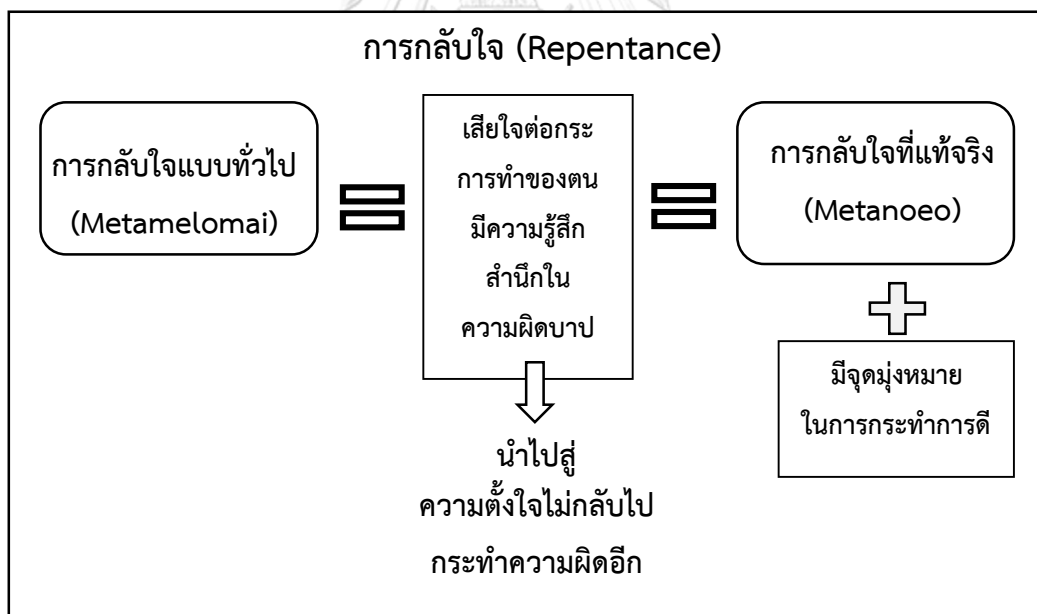 การกลับใจ (Repentance)
การกลับใจแบบทั่วไป
(Metamelomai)
เสียใจต่อกระ
การทำของตน
มีความรู้สึก
สำนึกใน
ความผิดบาป
นำไปสู่
ความตั้งใจไม่กลับไป
กระทำความผิดอีก
การกลับใจที่แท้จริง
(Metanoeo)
มีจุดมุ่งหมาย
ในการกระทำการดี